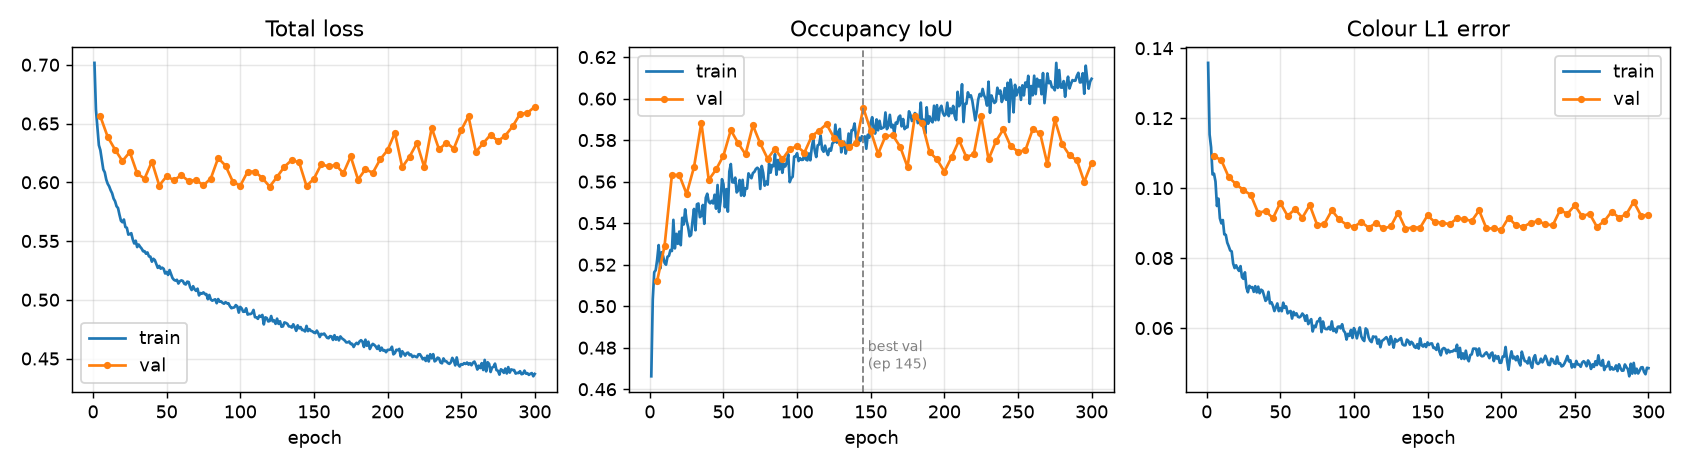 Total loss
0.70
0.65
0.60
0.55
0.50
0.45
train
val
0 50 100 150 200 250 300
epoch
Occupancy IoU
0.62
0.60
0.58
0.56
0.54
0.52
0.50
0.48
0.46
train
val
best val
(ep 145)
0 50 100 150 200 250 300
epoch
Colour L1 error
0.14
0.12
0.10
0.08
0.06
train
val
0 50 100 150 200 250 300
epoch